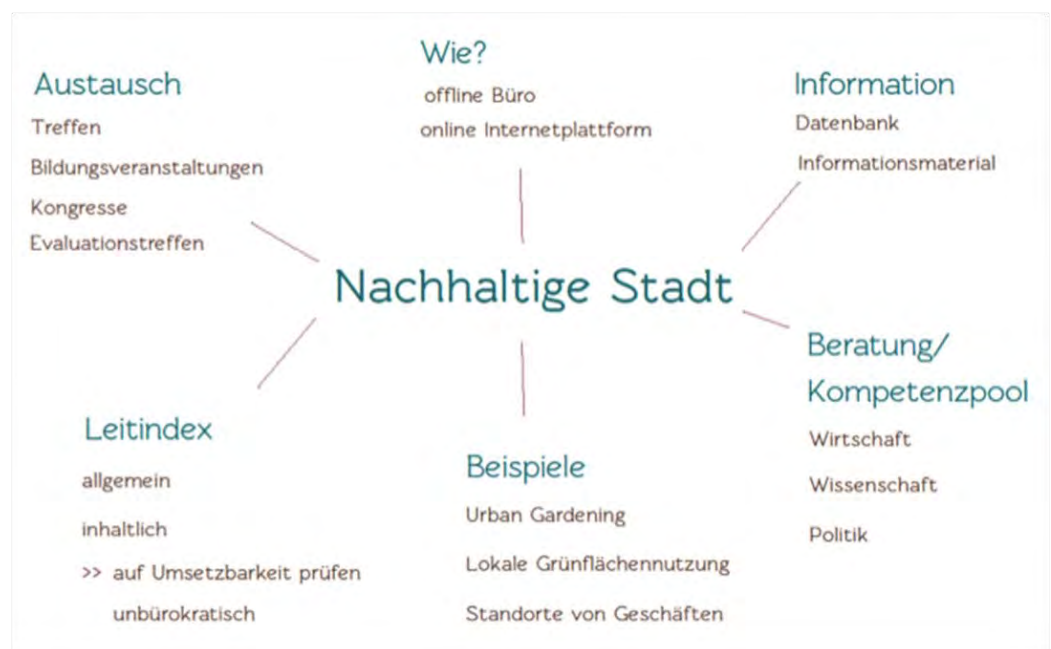 Wie?
offline Büro
online Internetplattform
Austausch
Treffen
Bildungsveranstaltungen
Kongresse
Evaluationstreffen
Information
Datenbank
Informationsmaterial
Nachhaltige Stadt
Leitindex
allgemein
inhaltlich
>> auf Umsetzbarkeit prüfen
unbürokratisch
Beispiele
Urban Gardening
Lokale Grünflächennutzung
Standorte von Geschäften
Beratung/
Kompetenzpool
Wirtschaft
Wissenschaft
Politik